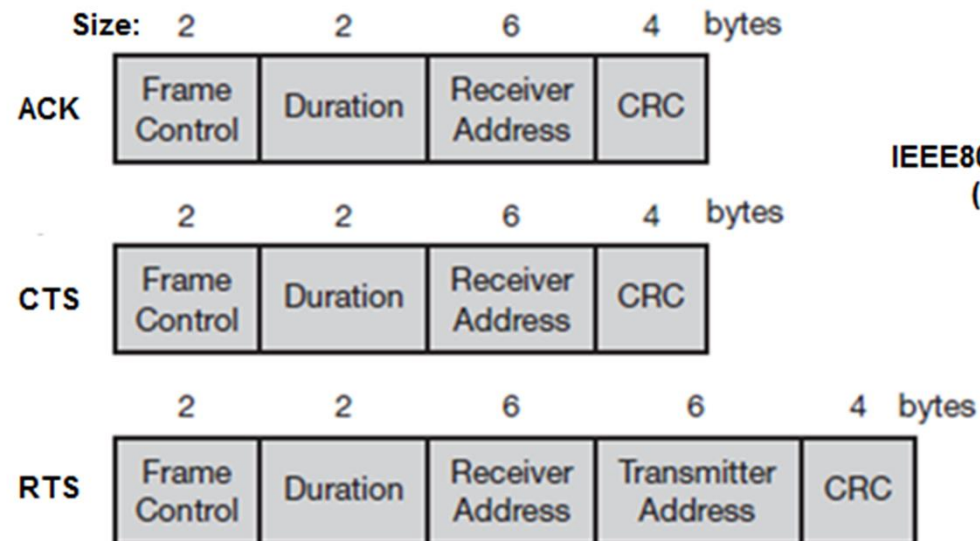 Size: 2 2 6 4 bytes
ACK Frame Control Duration Receiver Address CRC
IEEE80
(
2 2 6 4 bytes
CTS Frame Control Duration Receiver Address CRC
2 2 6 6 4 bytes
RTS Frame Control Duration Receiver Address Transmitter Address CRC